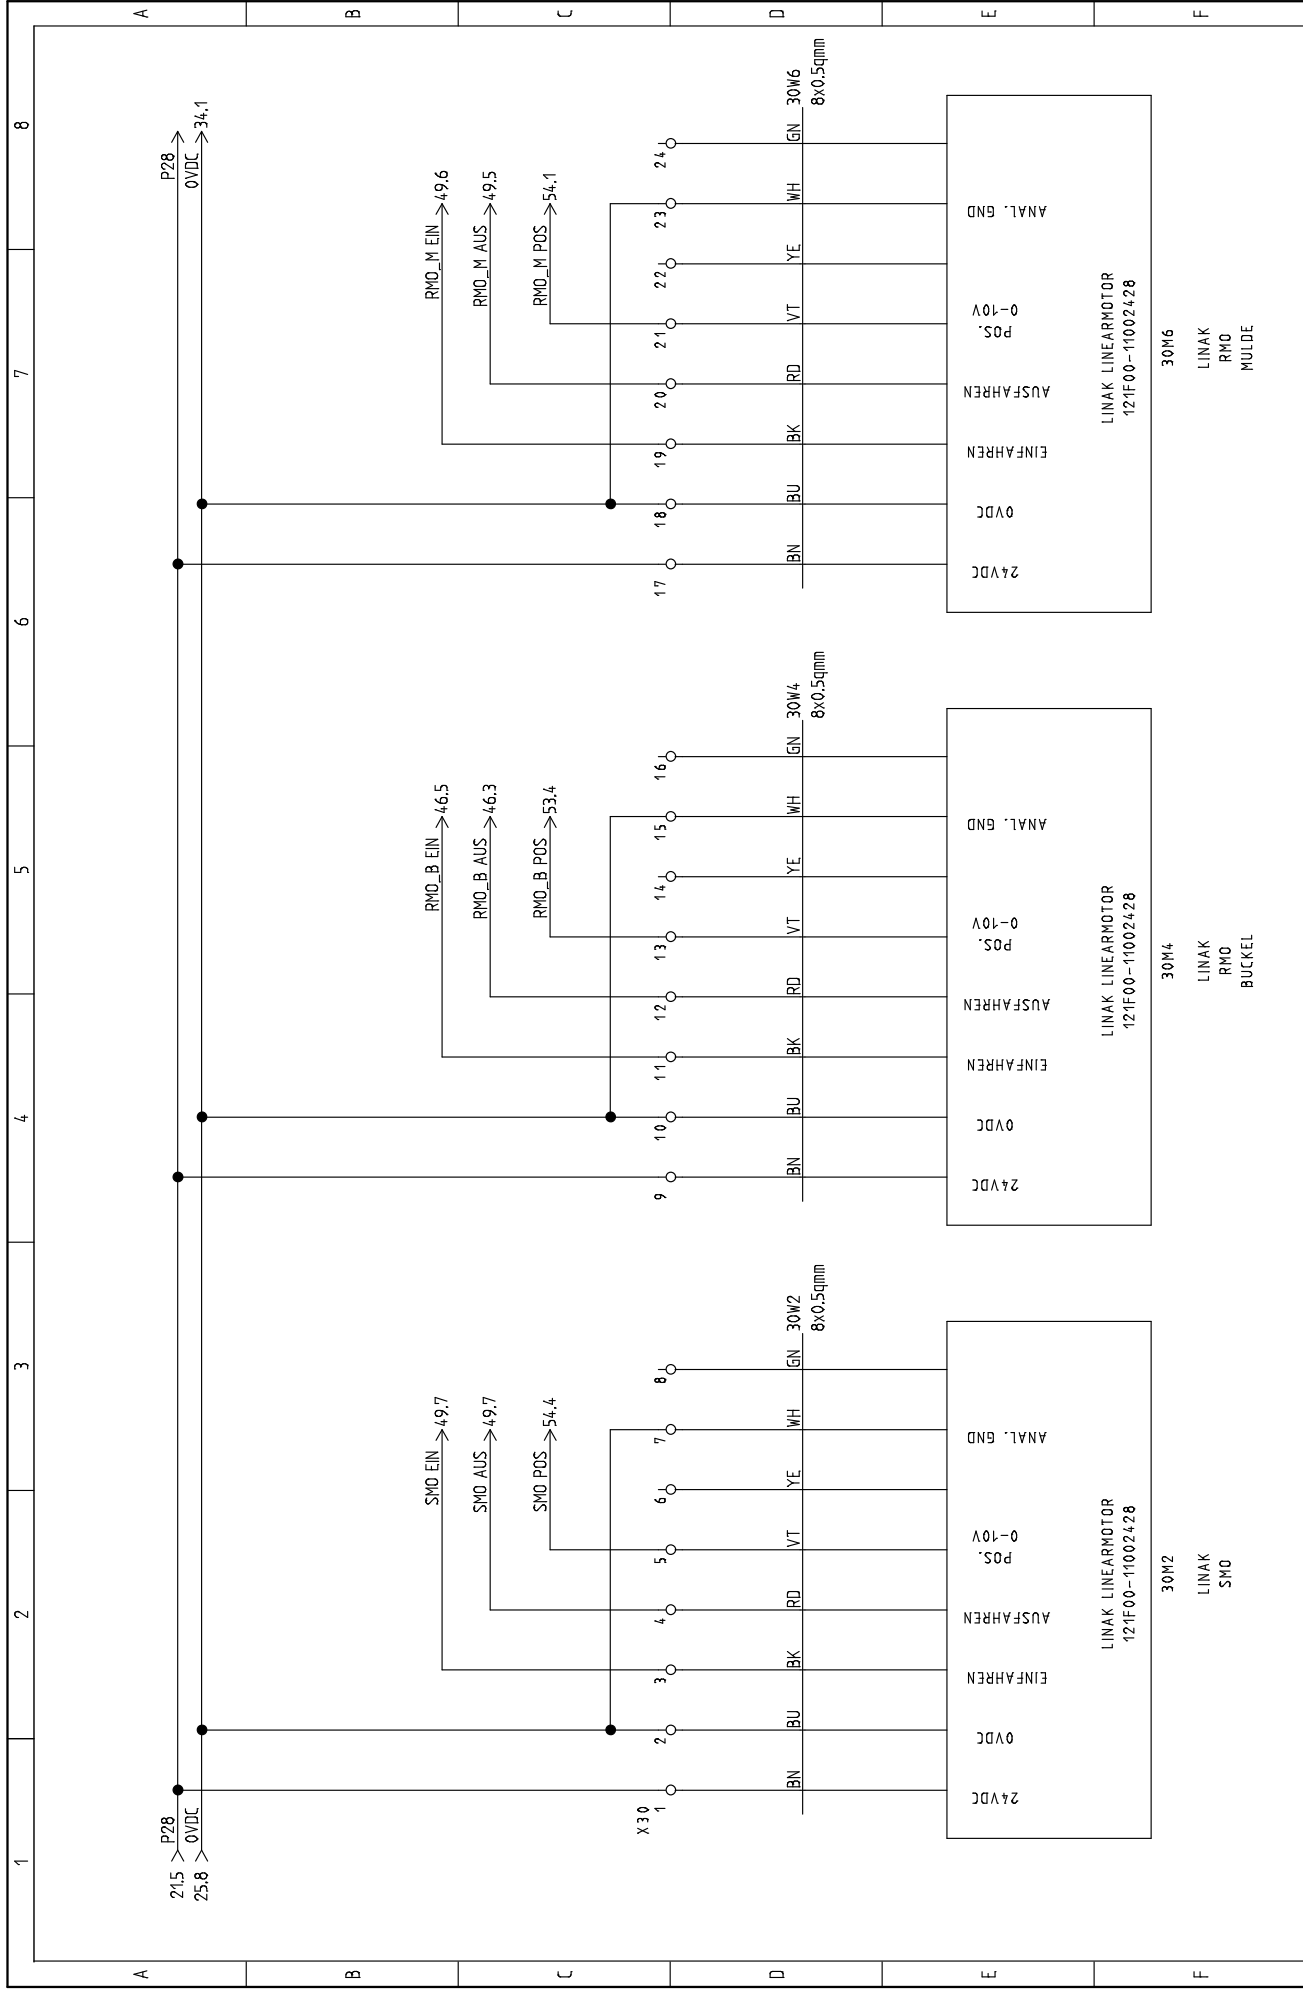 1 2 3 4 5 6 7 8
A A
B B
C C
D D
E E
F F
21.5 P28
25.8 0VDC
P28
0VDC 34.1
SMO EIN 49.7
SMO AUS 49.7
SMO POS 54.4
RMO_B EIN 46.5
RMO_B AUS 46.3
RMO_B POS 53.4
RMO_M EIN 49.6
RMO_M AUS 49.5
RMO_M POS 54.1
X30
1 2 3 4 5 6 7 8
9 10 11 12 13 14 15 16
17 18 19 20 21 22 23 24
BN BU BK RD VT YE WH GN 30W2
8x0.5qmm
BN BU BK RD VT YE WH GN 30W4
8x0.5qmm
BN BU BK RD VT YE WH GN 30W6
8x0.5qmm
24VDC
0VDC
EINFAHREN
AUSFAHREN
POS.
0-10V
ANAL. GND
LINAK LINEARMOTOR
121F00-11002428
30M2
LINAK
SMO
24VDC
0VDC
EINFAHREN
AUSFAHREN
POS.
0-10V
ANAL. GND
LINAK LINEARMOTOR
121F00-11002428
30M4
LINAK
RMO
BUCKEL
24VDC
0VDC
EINFAHREN
AUSFAHREN
POS.
0-10V
ANAL. GND
LINAK LINEARMOTOR
121F00-11002428
30M6
LINAK
RMO
MULDE